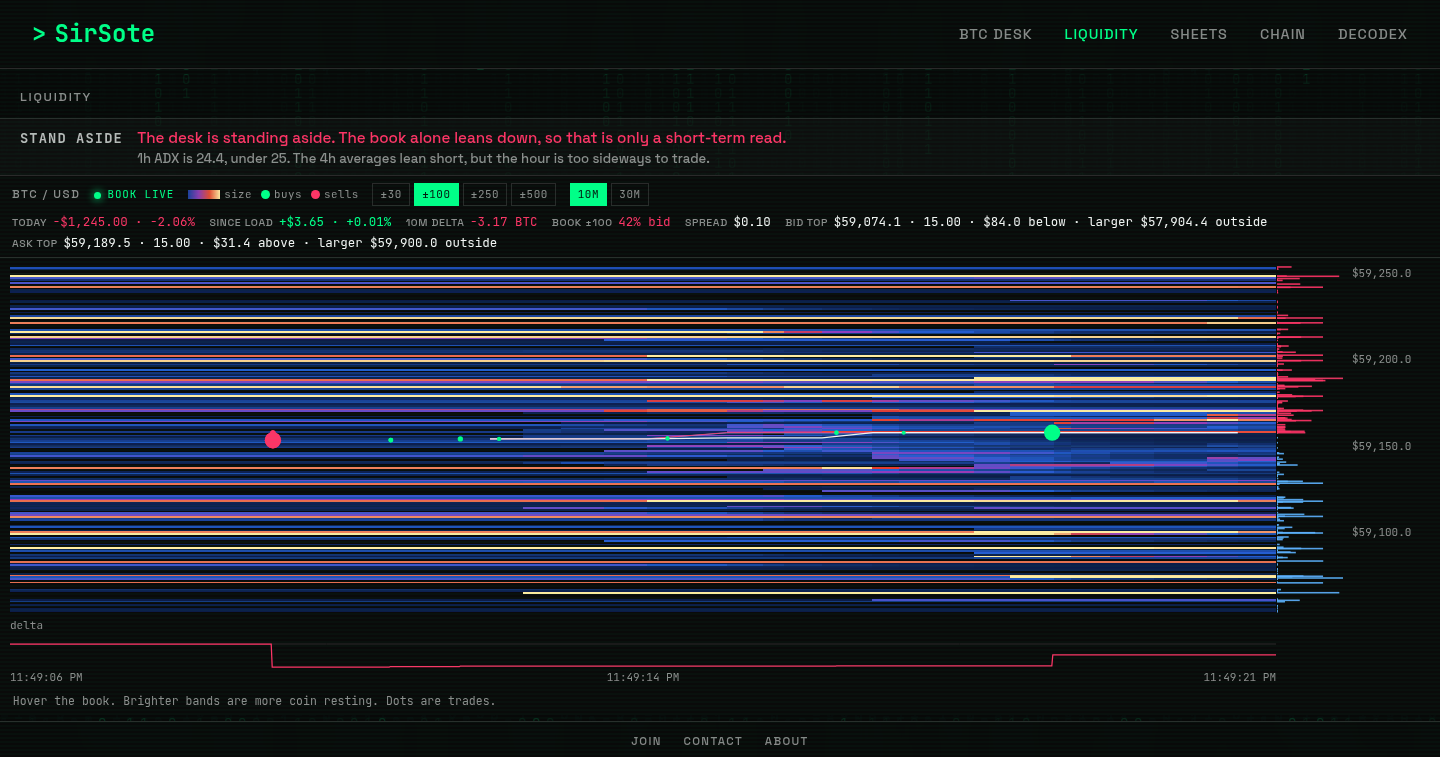 > SirSote
BTC DESK LIQUIDITY SHEETS CHAIN DECODEX
LIQUIDITY
STAND ASIDE The desk is standing aside. The book alone leans down, so that is only a short-term read.
1h ADX is 24.4, under 25. The 4h averages lean short, but the hour is too sideways to trade.
BTC / USD BOOK LIVE size buys sells ±30 ±100 ±250 ±500 10M 30M
TODAY -$1,245.00 · -2.06% SINCE LOAD +$3.65 · +0.01% 10M DELTA -3.17 BTC BOOK ±100 42% bid SPREAD $0.10 BID TOP $59,074.1 · 15.00 · $84.0 below · larger $57,904.4 outside
ASK TOP $59,189.5 · 15.00 · $31.4 above · larger $59,900.0 outside
$59,250.0
$59,200.0
$59,150.0
$59,100.0
delta
11:49:06 PM 11:49:14 PM 11:49:21 PM
Hover the book. Brighter bands are more coin resting. Dots are trades.
JOIN CONTACT ABOUT